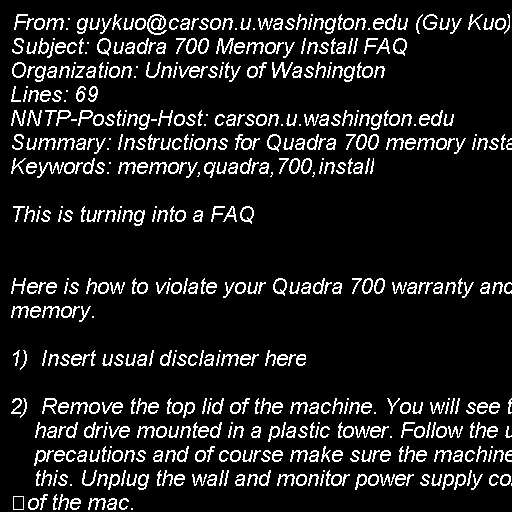 From: guykuo@carson.u.washington.edu (Guy Kuo)
Subject: Quadra 700 Memory Install FAQ
Organization: University of Washington
Lines: 69
NNTP-Posting-Host: carson.u.washington.edu
Summary: Instructions for Quadra 700 memory insta
Keywords: memory,quadra,700,install
This is turning into a FAQ
Here is how to violate your Quadra 700 warranty and
memory.
1)  Insert usual disclaimer here
2)  Remove the top lid of the machine. You will see t
hard drive mounted in a plastic tower. Follow the u
precautions and of course make sure the machine
this. Unplug the wall and monitor power supply co
of the mac.